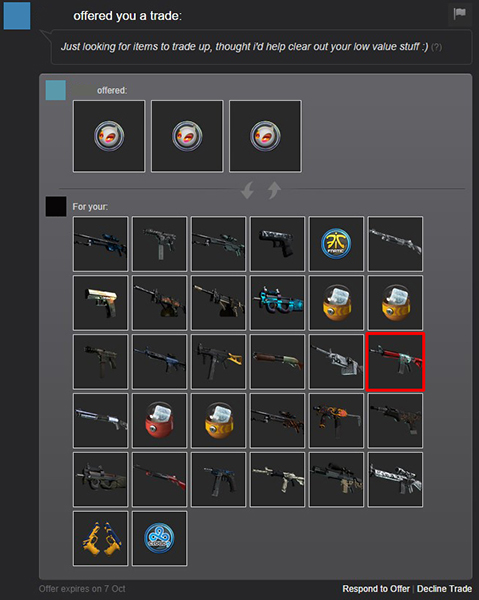 offered you a trade:
Just looking for items to trade up, thought i'd help clear out your low value stuff :) (?)
offered:
For your:
FNATIC
Offer expires on 7 Oct
Respond to Offer | Decline Trade